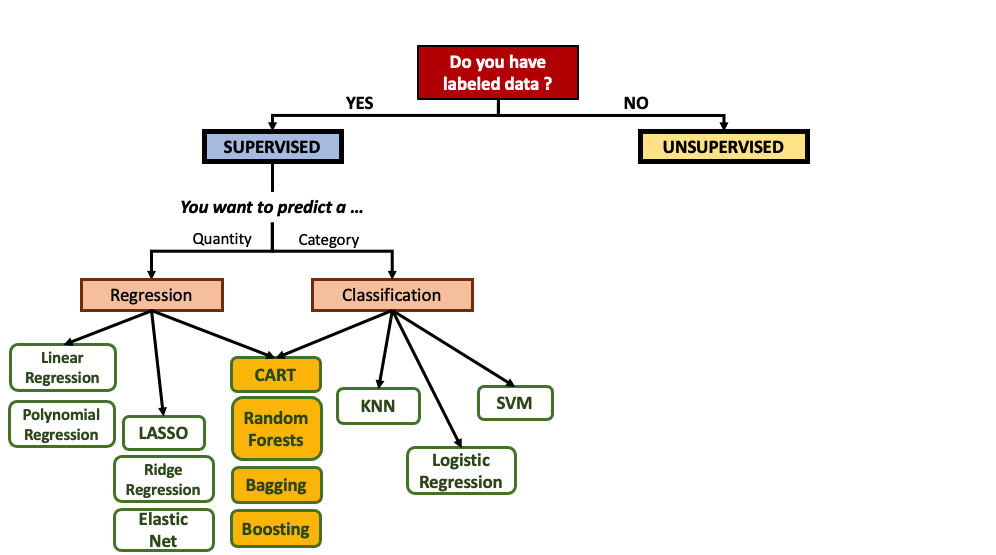 Do you have
labeled data ?
YES
NO
SUPERVISED
UNSUPERVISED
You want to predict a ...
Quantity
Category
Regression
Classification
Linear
Regression
Polynomial
Regression
LASSO
Ridge
Regression
Elastic
Net
CART
Random
Forests
Bagging
Boosting
KNN
Logistic
Regression
SVM